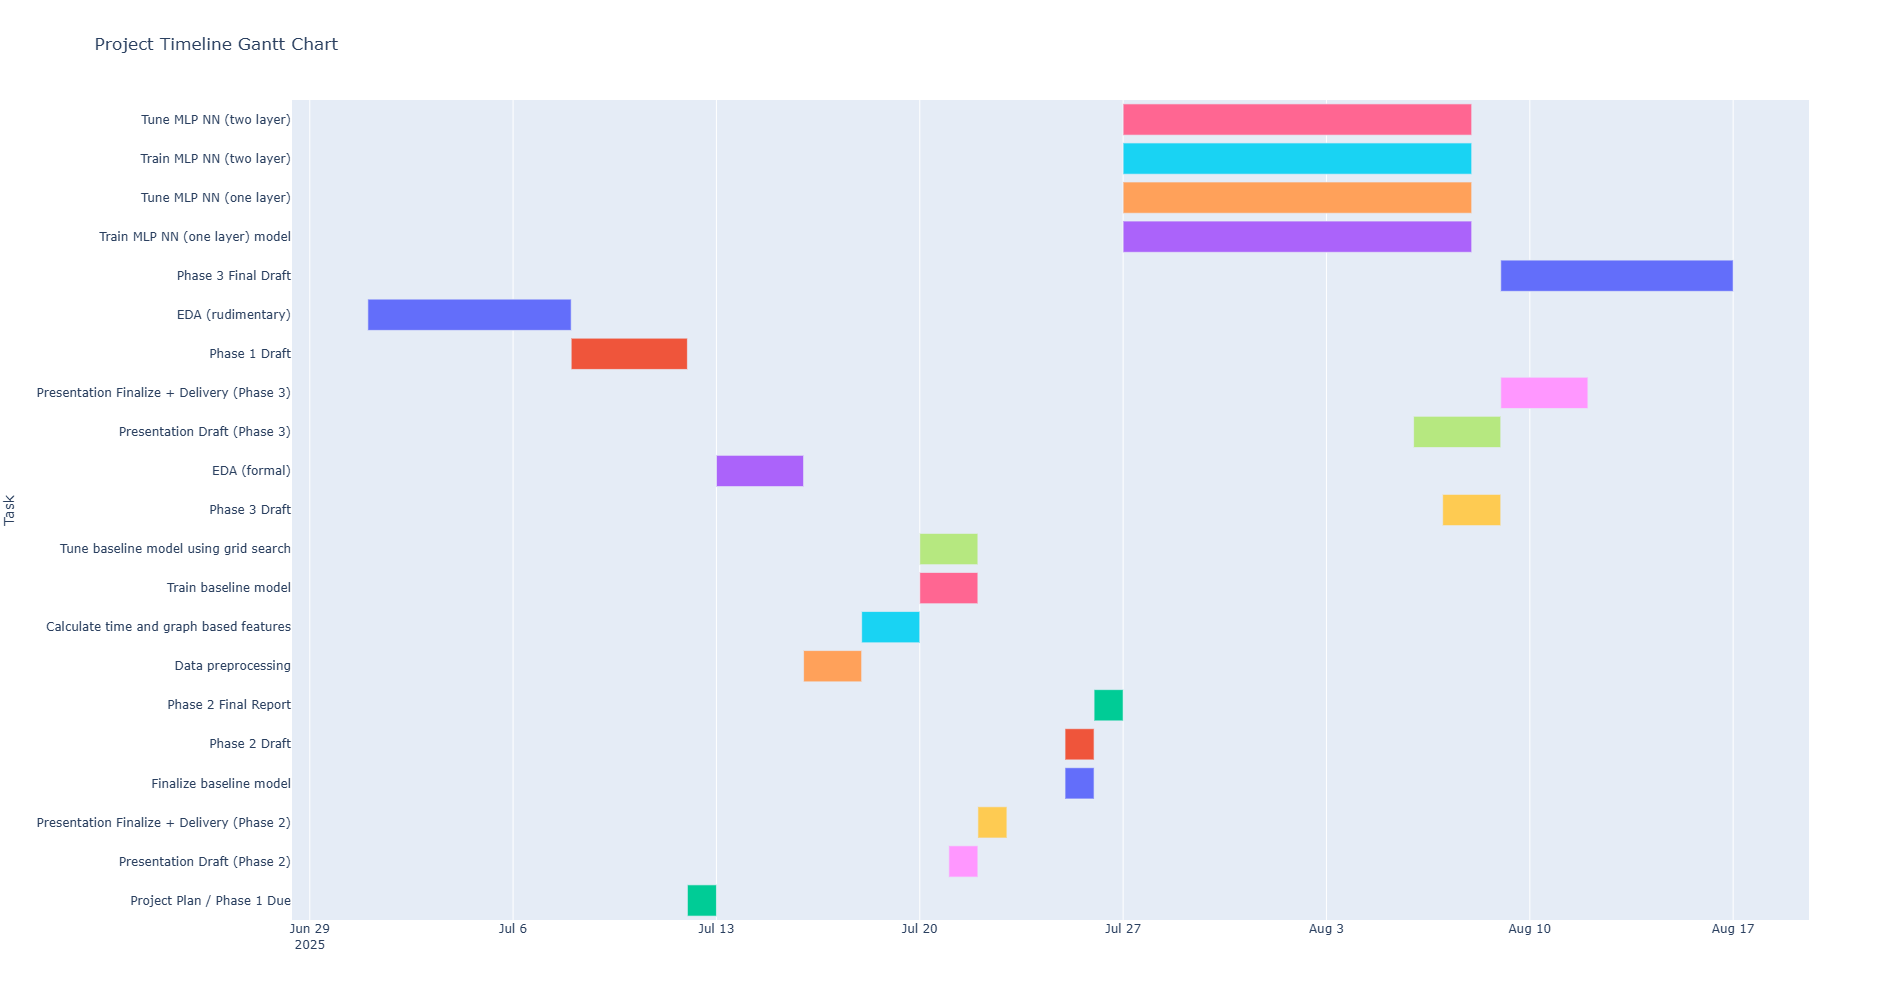 Project Timeline Gantt Chart
Task
Tune MLP NN (two layer)
Train MLP NN (two layer)
Tune MLP NN (one layer)
Train MLP NN (one layer) model
Phase 3 Final Draft
EDA (rudimentary)
Phase 1 Draft
Presentation Finalize + Delivery (Phase 3)
Presentation Draft (Phase 3)
EDA (formal)
Phase 3 Draft
Tune baseline model using grid search
Train baseline model
Calculate time and graph based features
Data preprocessing
Phase 2 Final Report
Phase 2 Draft
Finalize baseline model
Presentation Finalize + Delivery (Phase 2)
Presentation Draft (Phase 2)
Project Plan / Phase 1 Due
Jun 29 Jul 6 Jul 13 Jul 20 Jul 27 Aug 3 Aug 10 Aug 17
2025